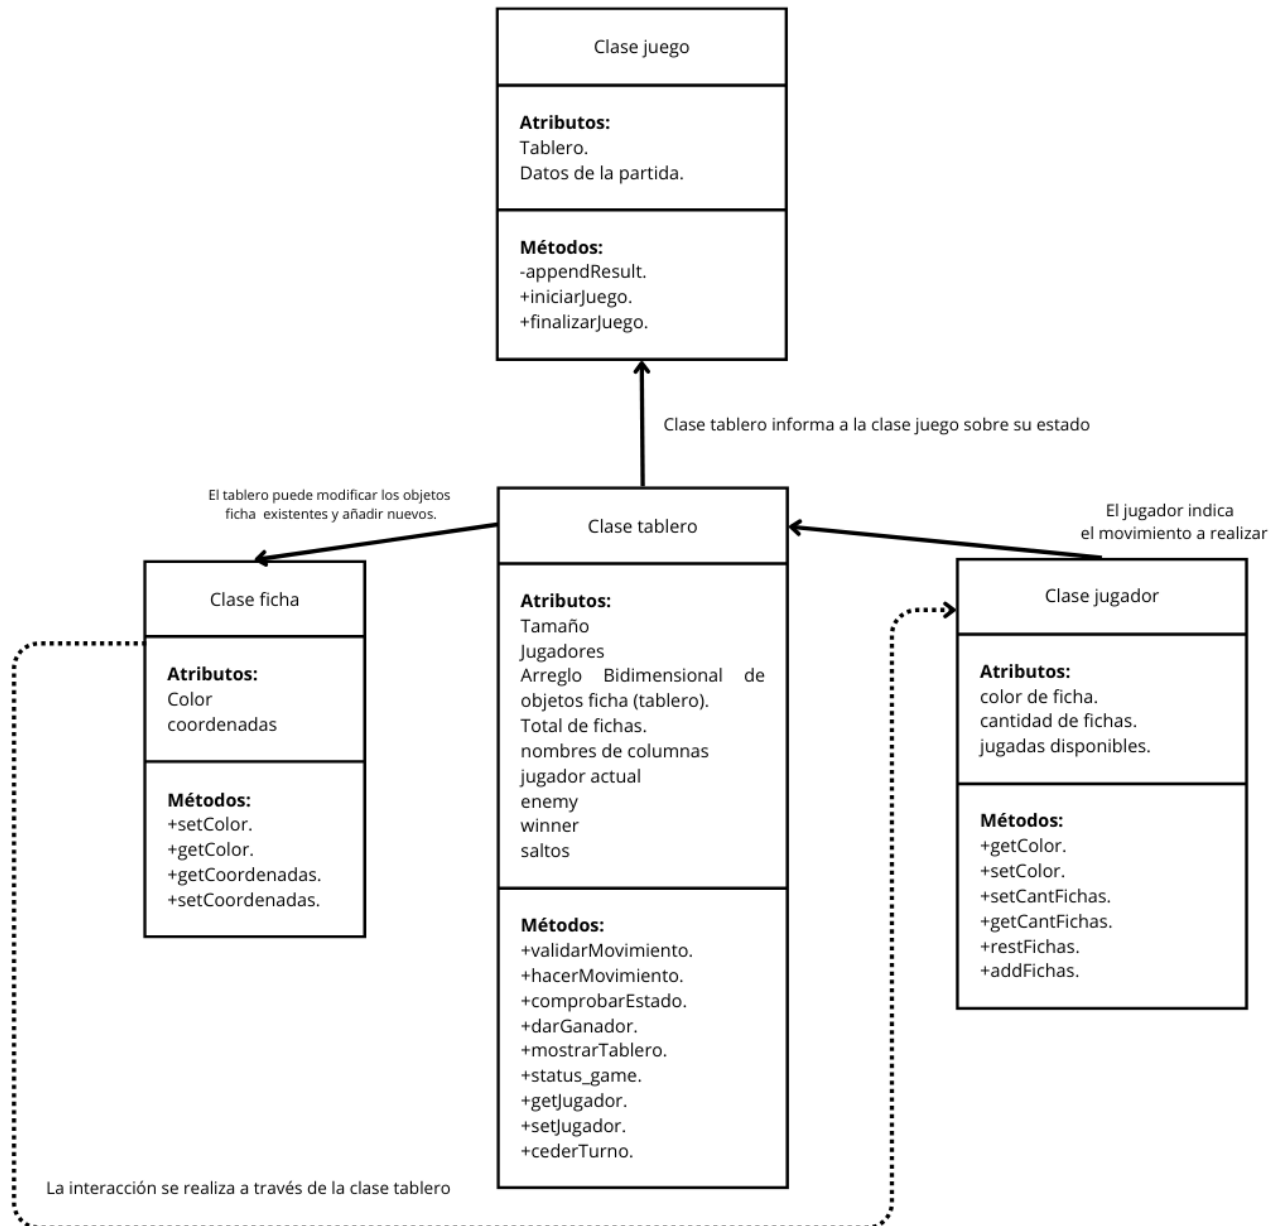 Clase juego
Atributos:
Tablero.
Datos de la partida.
Métodos:
-appendResult.
+iniciarJuego.
+finalizarJuego.
Clase tablero informa a la clase juego sobre su estado
El tablero puede modificar los objetos
ficha existentes y añadir nuevos.
El jugador indica
el movimiento a realizar
Clase ficha
Atributos:
Color
coordenadas
Métodos:
+setColor.
+getColor.
+getCoordenadas.
+setCoordenadas.
Clase tablero
Atributos:
Tamaño
Jugadores
Arreglo Bidimensional de
objetos ficha (tablero).
Total de fichas.
nombres de columnas
jugador actual
enemy
winner
saltos
Métodos:
+validarMovimiento.
+hacerMovimiento.
+comprobarEstado.
+darGanador.
+mostrarTablero.
+status_game.
+getJugador.
+setJugador.
+cederTurno.
Clase jugador
Atributos:
color de ficha.
cantidad de fichas.
jugadas disponibles.
Métodos:
+getColor.
+setColor.
+setCantFichas.
+getCantFichas.
+restFichas.
+addFichas.
La interacción se realiza a través de la clase tablero